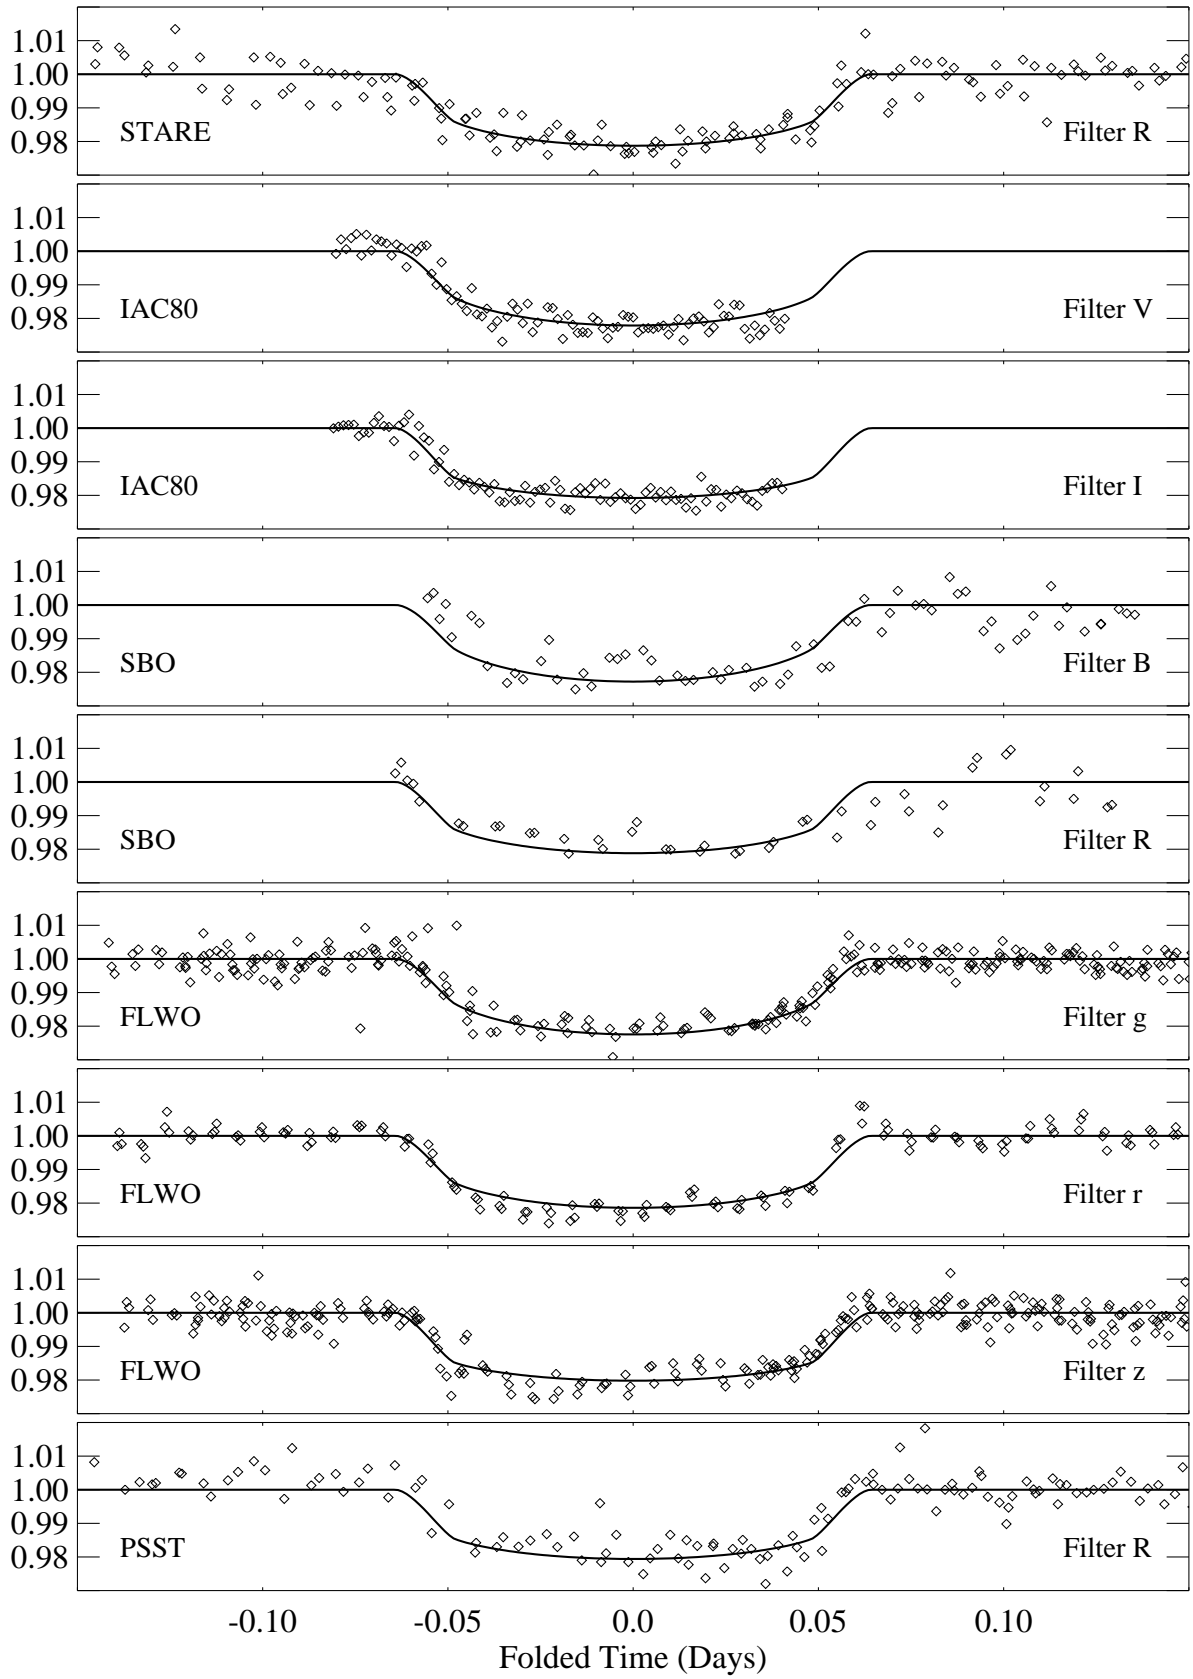 1.01
1.00
0.99
0.98
STARE
Filter R
1.01
1.00
0.99
0.98
IAC80
Filter V
1.01
1.00
0.99
0.98
IAC80
Filter I
1.01
1.00
0.99
0.98
SBO
Filter B
1.01
1.00
0.99
0.98
SBO
Filter R
1.01
1.00
0.99
0.98
FLWO
Filter g
1.01
1.00
0.99
0.98
FLWO
Filter r
1.01
1.00
0.99
0.98
FLWO
Filter z
1.01
1.00
0.99
0.98
PSST
Filter R
-0.10 -0.05 0.0 0.05 0.10
Folded Time (Days)